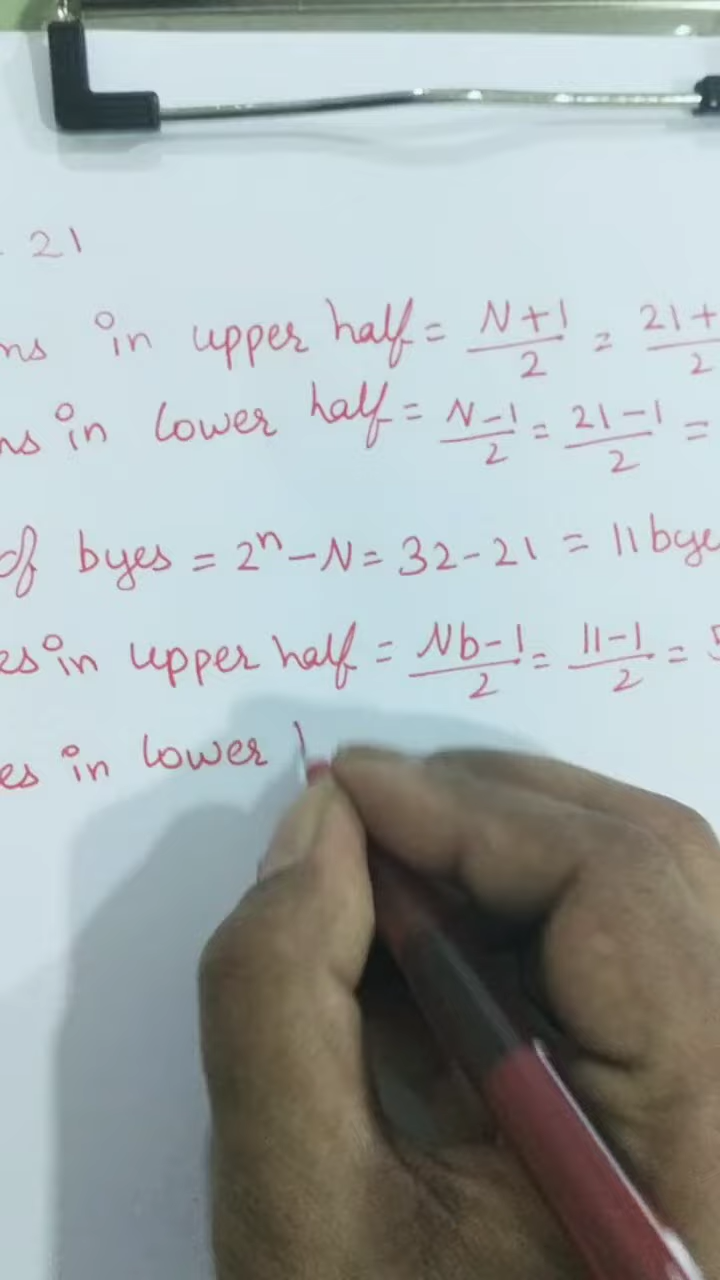 21
ns in upper half = N+1/2 = 21+/2
ns in lower half = N-1/2 = 21-1/2 =
of byes = 2ⁿ-N = 32-21 = 11 bye
es in upper half = Nb-1/2 = 11-1/2 = 5
es in lower